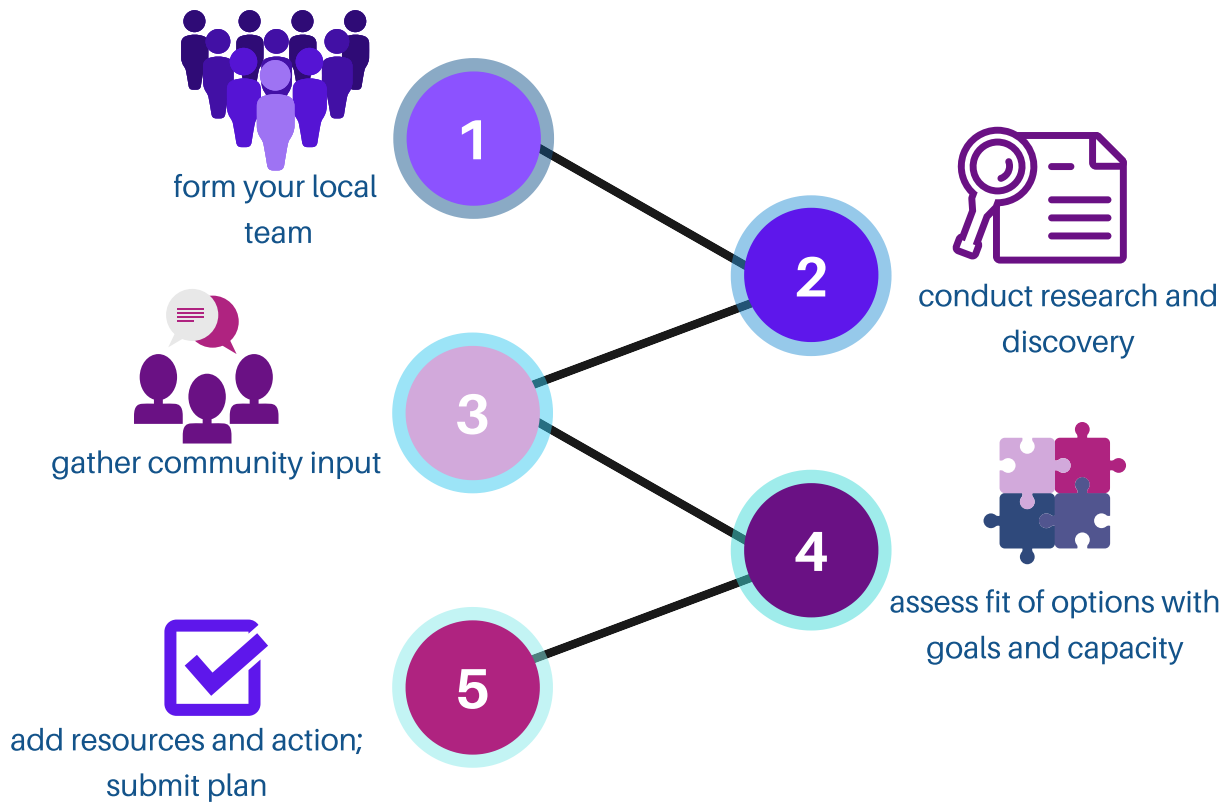 1
form your local
team
2
conduct research and
discovery
3
gather community input
4
assess fit of options with
goals and capacity
5
add resources and action;
submit plan